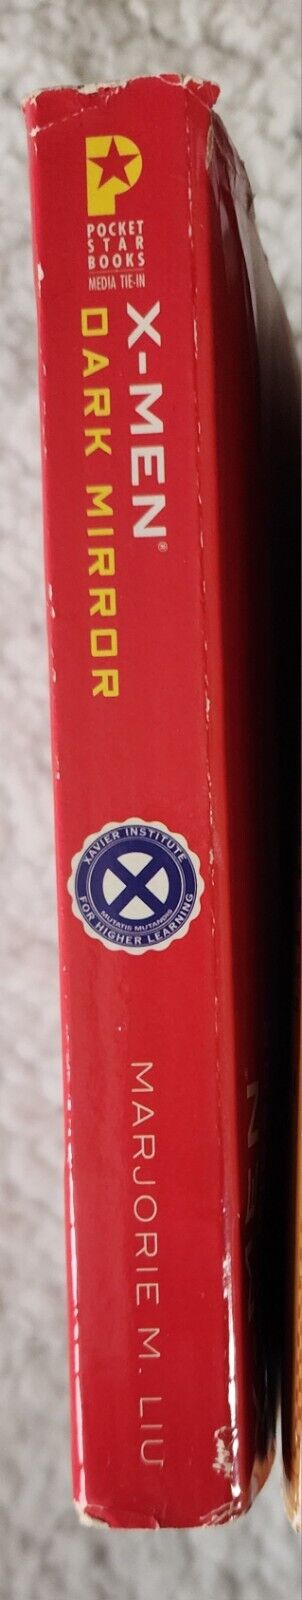 P
POCKET
STAR
BOOKS
MEDIA TIE-IN
X-MEN®
DARK MIRROR
XAVIER INSTITUTE
FOR HIGHER LEARNING
MUTATIS MUTANDIS
MARJORIE M. LIU